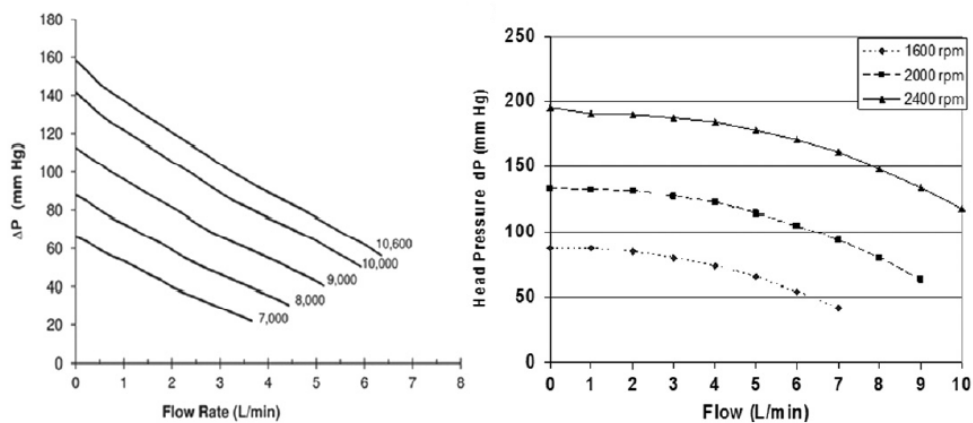 180
160
140
120
100
80
60
40
20
0
ΔP (mm Hg)
10,600
10,000
9,000
8,000
7,000
0 1 2 3 4 5 6 7 8
Flow Rate (L/min)
250
200
150
100
50
0
Head Pressure dP (mm Hg)
1600 rpm
2000 rpm
2400 rpm
0 1 2 3 4 5 6 7 8 9 10
Flow (L/min)